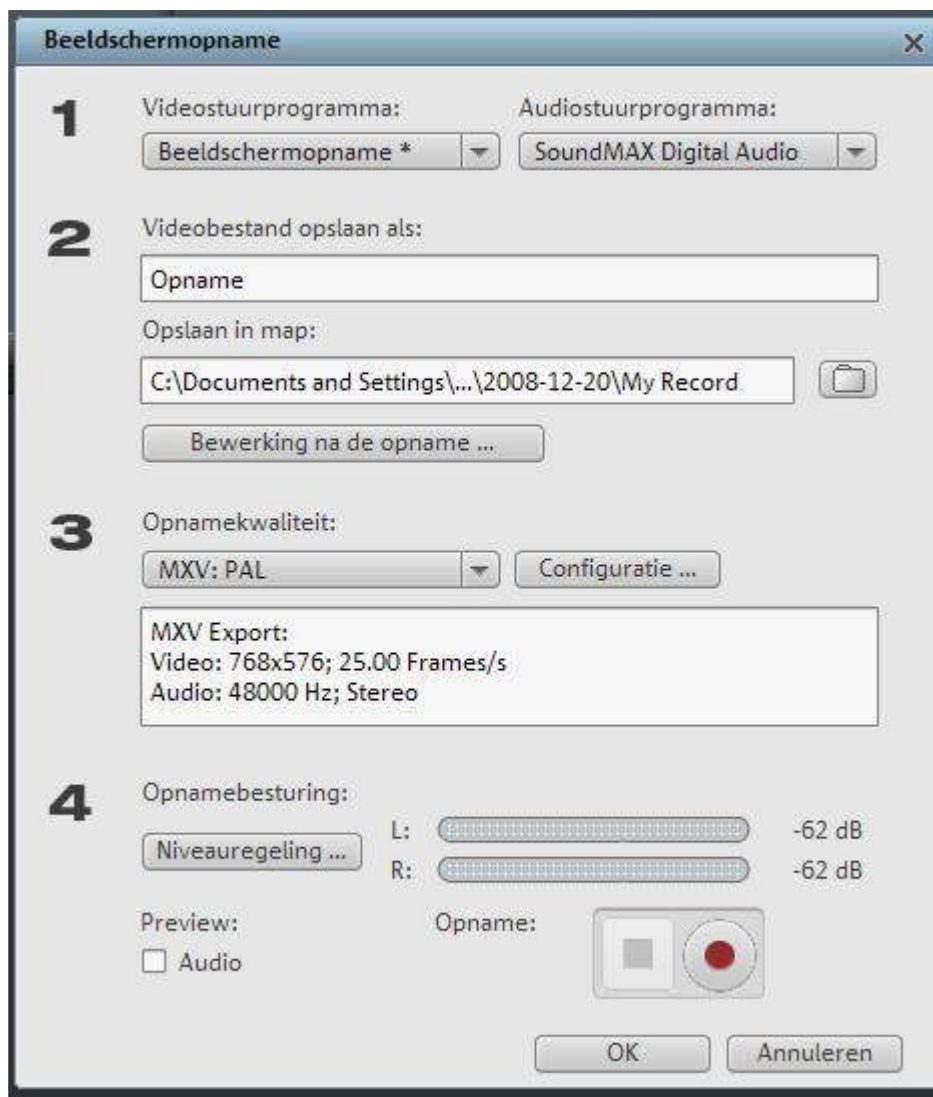 Beeldschermopname
1
Videostuurprogramma: Audiostuurprogramma:
Beeldschermopname * SoundMAX Digital Audio
2
Videobestand opslaan als:
Opname
Opslaan in map:
C:\Documents and Settings\...\2008-12-20\My Record
Bewerking na de opname ...
3
Opnamekwaliteit:
MXV: PAL Configuratie ...
MXV Export:
Video: 768x576; 25.00 Frames/s
Audio: 48000 Hz; Stereo
4
Opnamebesturing:
L: -62 dB
Niveauregeling ...
R: -62 dB
Preview: Opname:
Audio
OK Annuleren